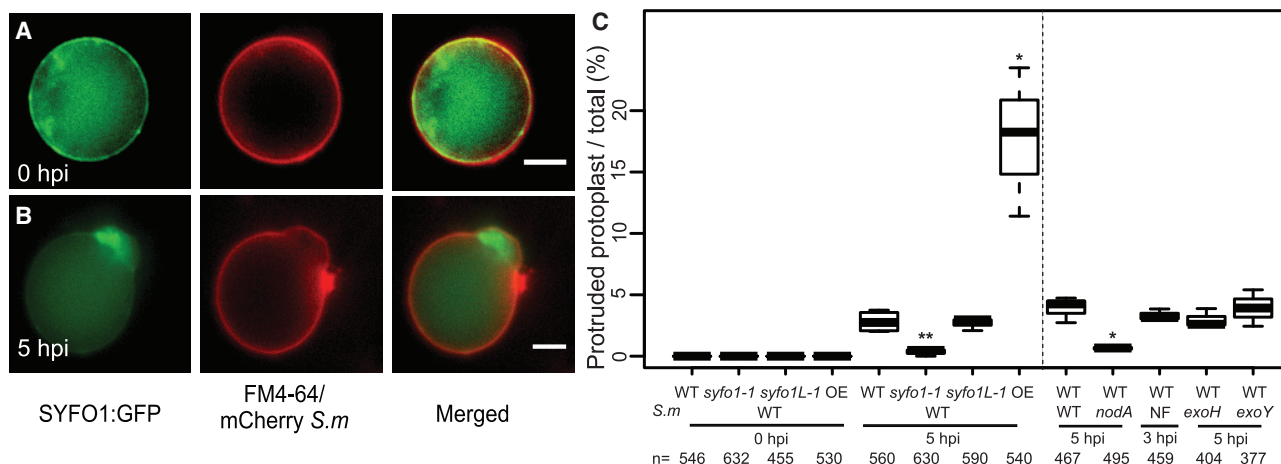 A
0 hpi
B
5 hpi
SYFO1:GFP
FM4-64/
mCherry S.m
Merged
C
Protruded protoplast / total (%)
20
15
10
5
0
*
**
*
WT syfo1-1 syfo1L-1 OE WT syfo1-1 syfo1L-1 OE WT WT WT WT WT
S.m WT WT WT nodA NF exoH exoY
0 hpi 5 hpi 5 hpi 3 hpi 5 hpi
n= 546 632 455 530 560 630 590 540 467 495 459 404 377